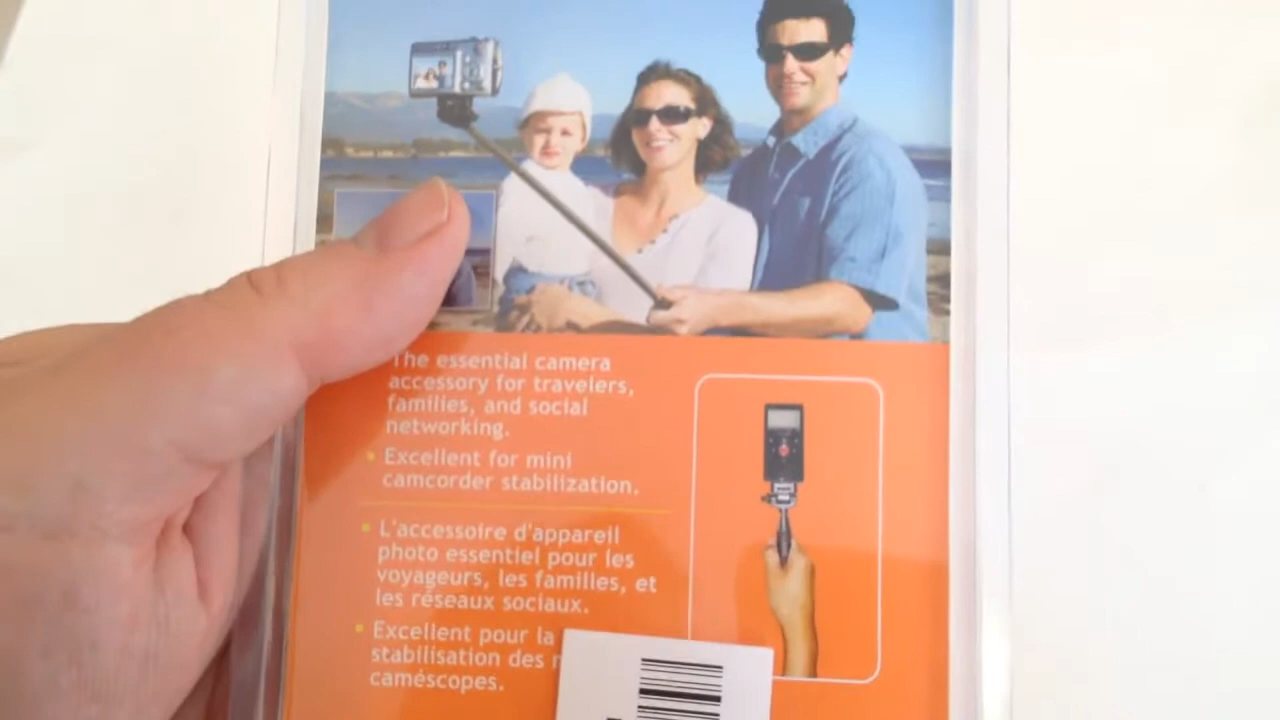 The essential camera
accessory for travelers,
families, and social
networking.
Excellent for mini
camcorder stabilization.
L'accessoire d'appareil
photo essentiel pour les
voyageurs, les familles, et
les réseaux sociaux.
Excellent pour la
stabilisation des
caméscopes.